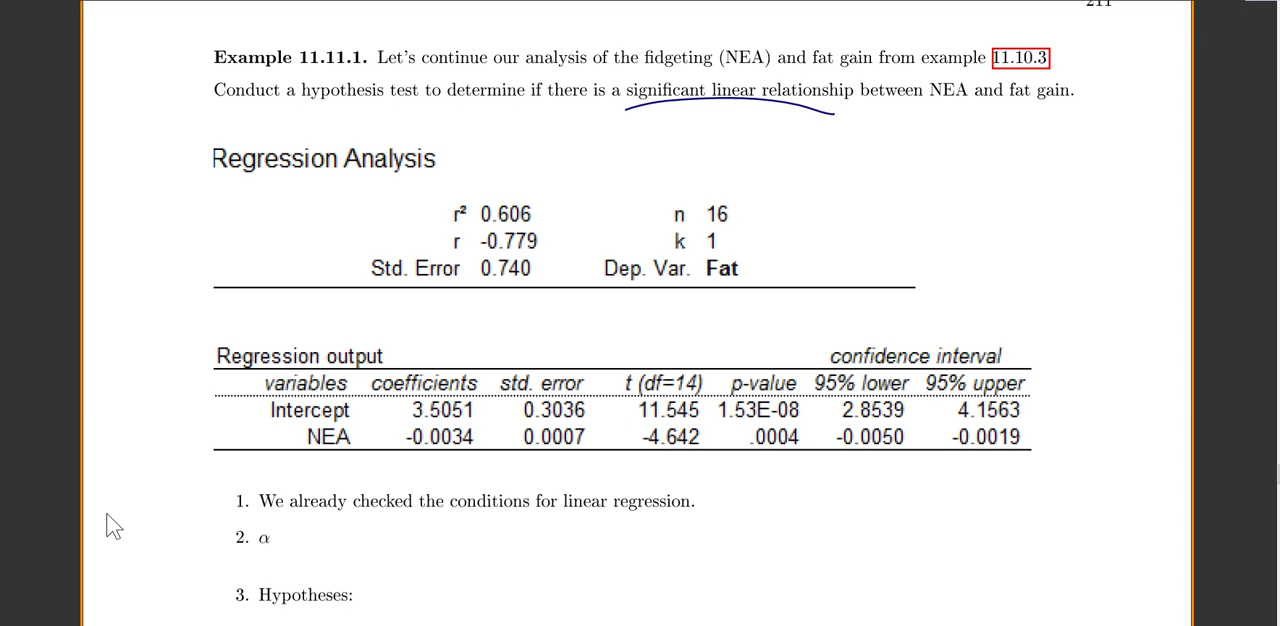 211
Example 11.11.1. Let's continue our analysis of the fidgeting (NEA) and fat gain from example 11.10.3
Conduct a hypothesis test to determine if there is a significant linear relationship between NEA and fat gain.
Regression Analysis
r² 0.606 n 16
r -0.779 k 1
Std. Error 0.740 Dep. Var. Fat
Regression output confidence interval
variables coefficients std. error t (df=14) p-value 95% lower 95% upper
Intercept 3.5051 0.3036 11.545 1.53E-08 2.8539 4.1563
NEA -0.0034 0.0007 -4.642 .0004 -0.0050 -0.0019
1. We already checked the conditions for linear regression.
2. α
3. Hypotheses: